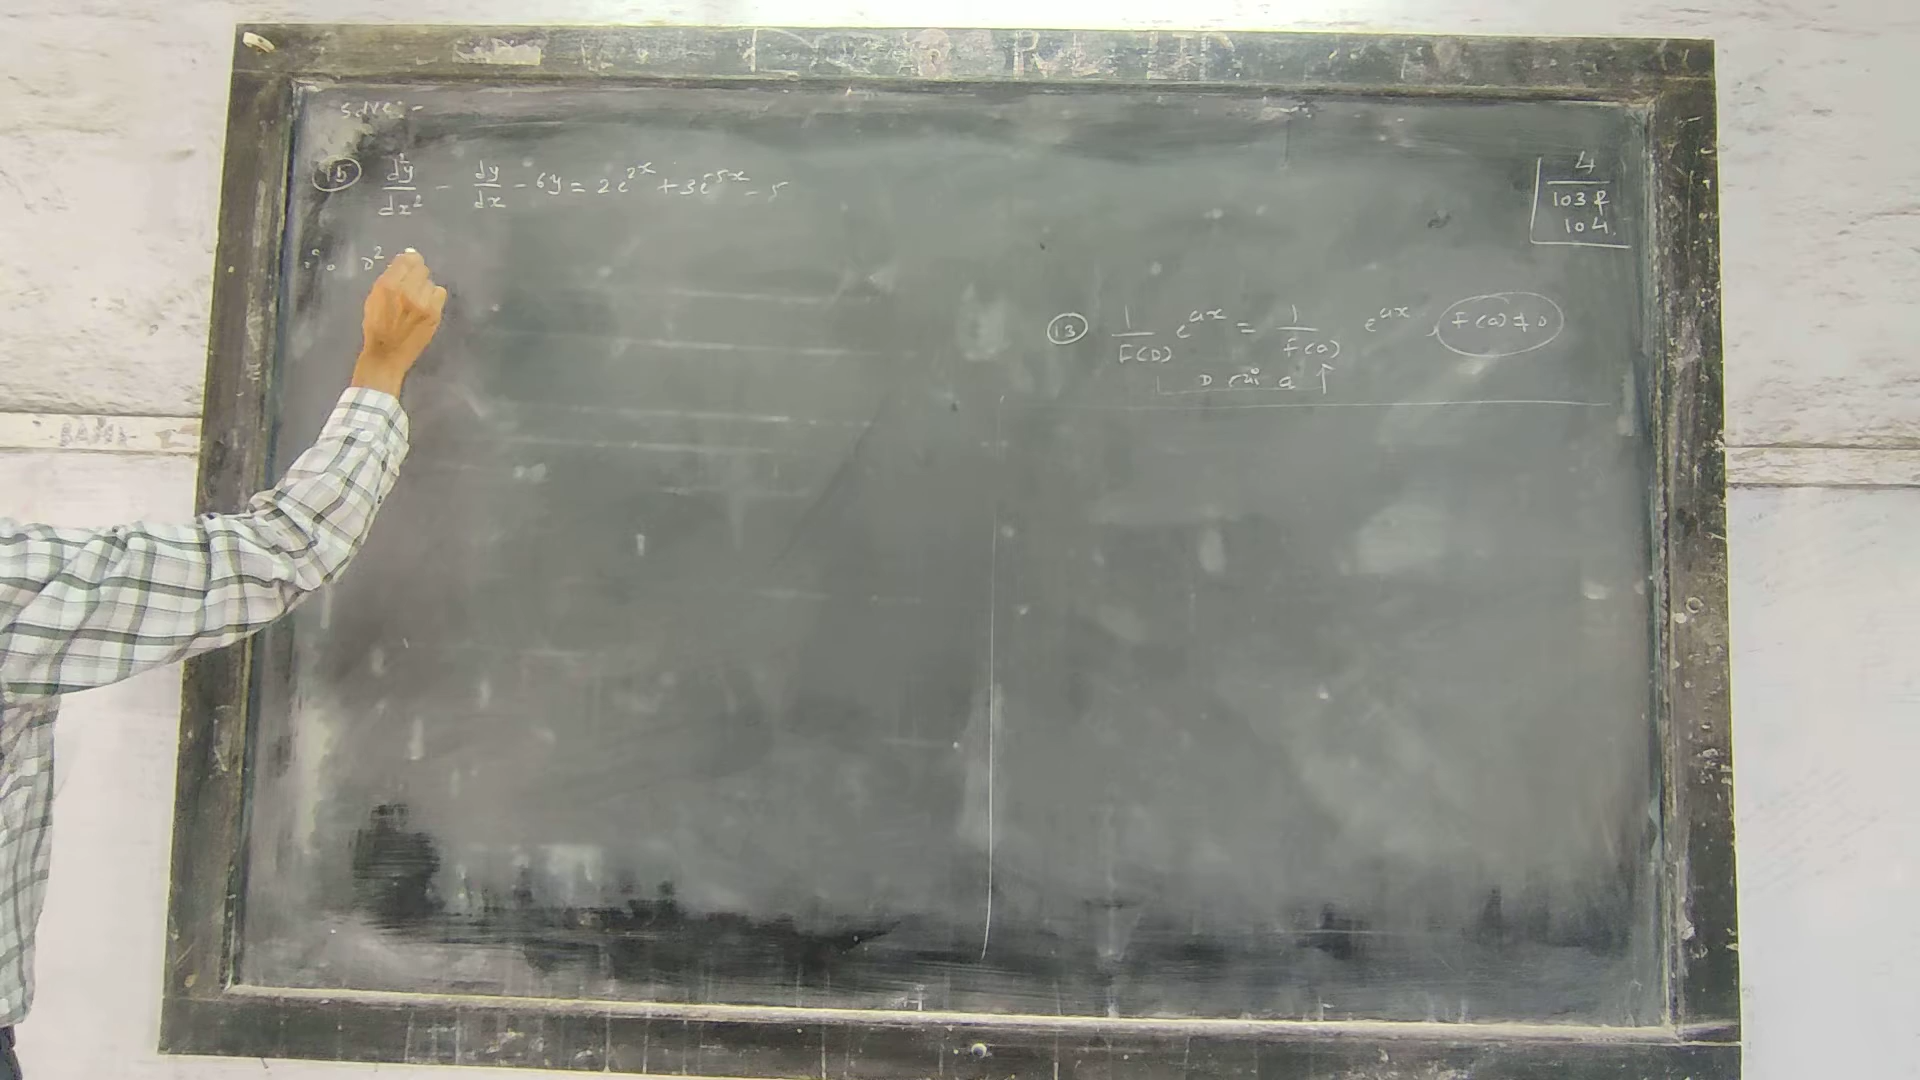 Solve:-
(15) d²y/dx² - dy/dx - 6y = 2e^{2x} + 3e^{-5x} - 5
D²
4
103 &
104
(13) 1/F(D) e^{ax} = 1/F(a) e^{ax}, F(a) ≠ 0